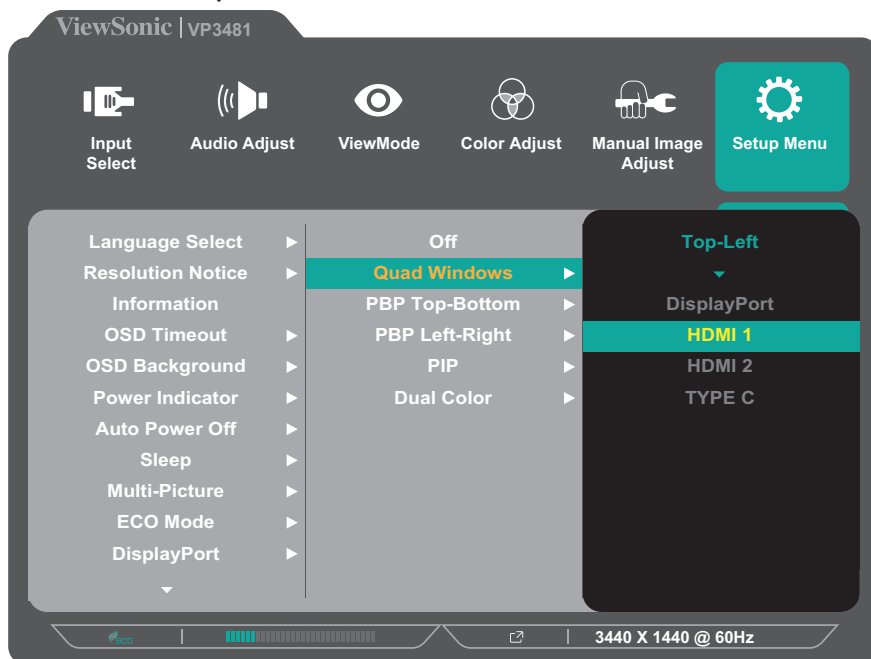 ViewSonic | VP3481
Input Select
Audio Adjust
ViewMode
Color Adjust
Manual Image Adjust
Setup Menu
Language Select
Resolution Notice
Information
OSD Timeout
OSD Background
Power Indicator
Auto Power Off
Sleep
Multi-Picture
ECO Mode
DisplayPort
Off
Quad Windows
PBP Top-Bottom
PBP Left-Right
PIP
Dual Color
Top-Left
DisplayPort
HDMI 1
HDMI 2
TYPE C
eco
3440 X 1440 @ 60Hz